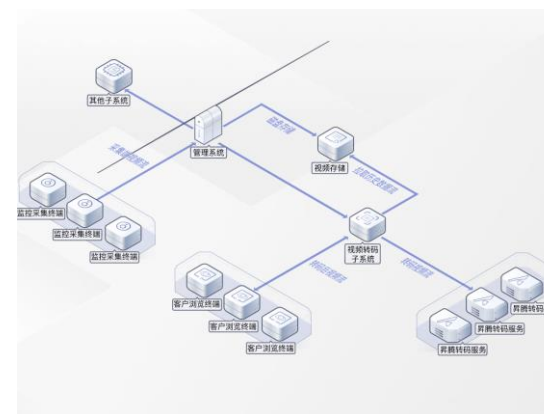 其他子系统
管理系统
视频存储
监控采集终端
监控采集终端
监控采集终端
视频转码
子系统
客户浏览终端
客户浏览终端
客户浏览终端
昇腾转码
昇腾转码服务
昇腾转码服务